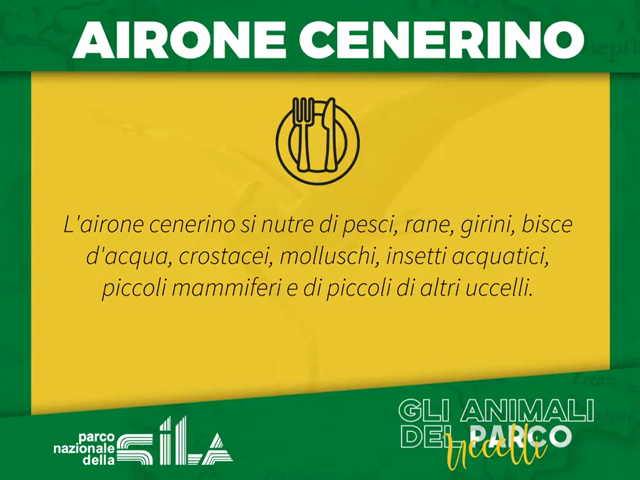 AIRONE CENERINO
L'airone cenerino si nutre di pesci, rane, girini, bisce
d'acqua, crostacei, molluschi, insetti acquatici,
piccoli mammiferi e di piccoli di altri uccelli.
parco
nazionale
della
SILA
GLI ANIMALI
DEL PARCO
Uccelli